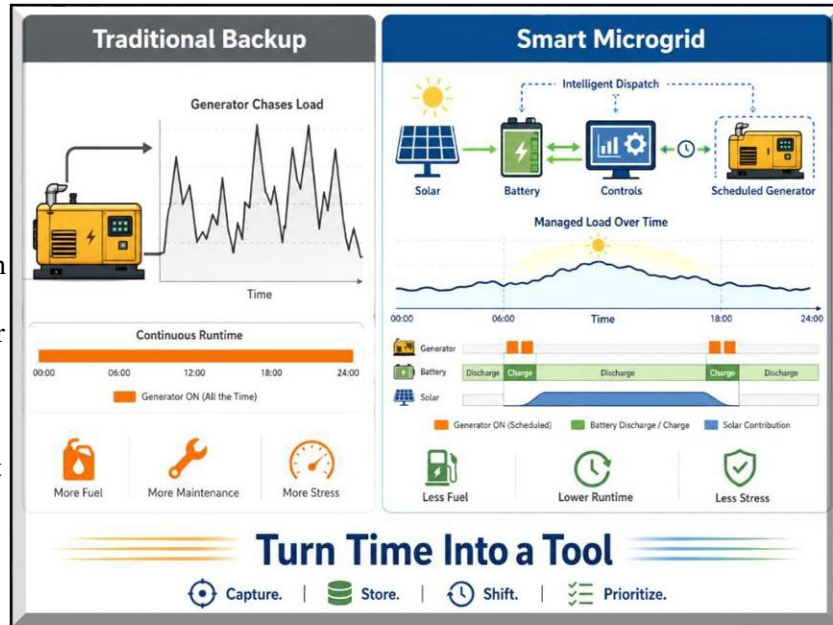 Traditional Backup
Generator Chases Load
Time
Continuous Runtime
00:00 06:00 12:00 18:00 24:00
Generator ON (All the Time)
More Fuel
More Maintenance
More Stress
Smart Microgrid
Intelligent Dispatch
Solar
Battery
Controls
Scheduled Generator
Managed Load Over Time
00:00 06:00 Time 18:00 24:00
Generator
Battery Discharge Charge Discharge Charge Discharge
Solar
Generator ON (Scheduled) Battery Discharge / Charge Solar Contribution
Less Fuel
Lower Runtime
Less Stress
Turn Time Into a Tool
Capture. | Store. | Shift. | Prioritize.